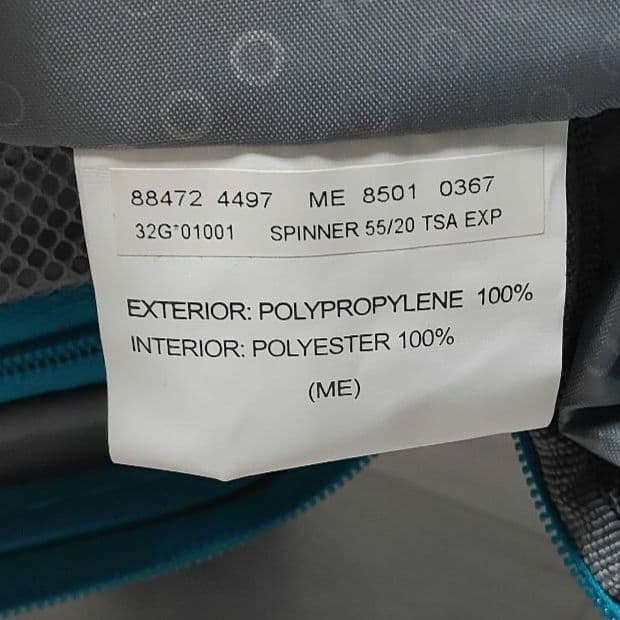 88472 4497 ME 8501 0367
32G*01001 SPINNER 55/20 TSA EXP
EXTERIOR: POLYPROPYLENE 100%
INTERIOR: POLYESTER 100%
(ME)